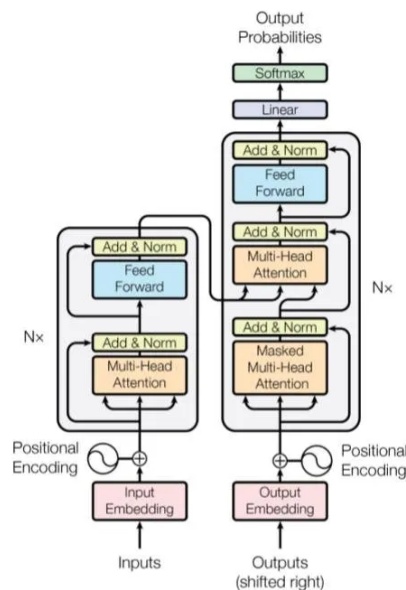 Output
Probabilities
Softmax
Linear
Add & Norm
Feed
Forward
Add & Norm
Multi-Head
Attention
Add & Norm
Masked
Multi-Head
Attention
Nx
Positional
Encoding
Output
Embedding
Outputs
(shifted right)
Add & Norm
Feed
Forward
Add & Norm
Multi-Head
Attention
Nx
Positional
Encoding
Input
Embedding
Inputs